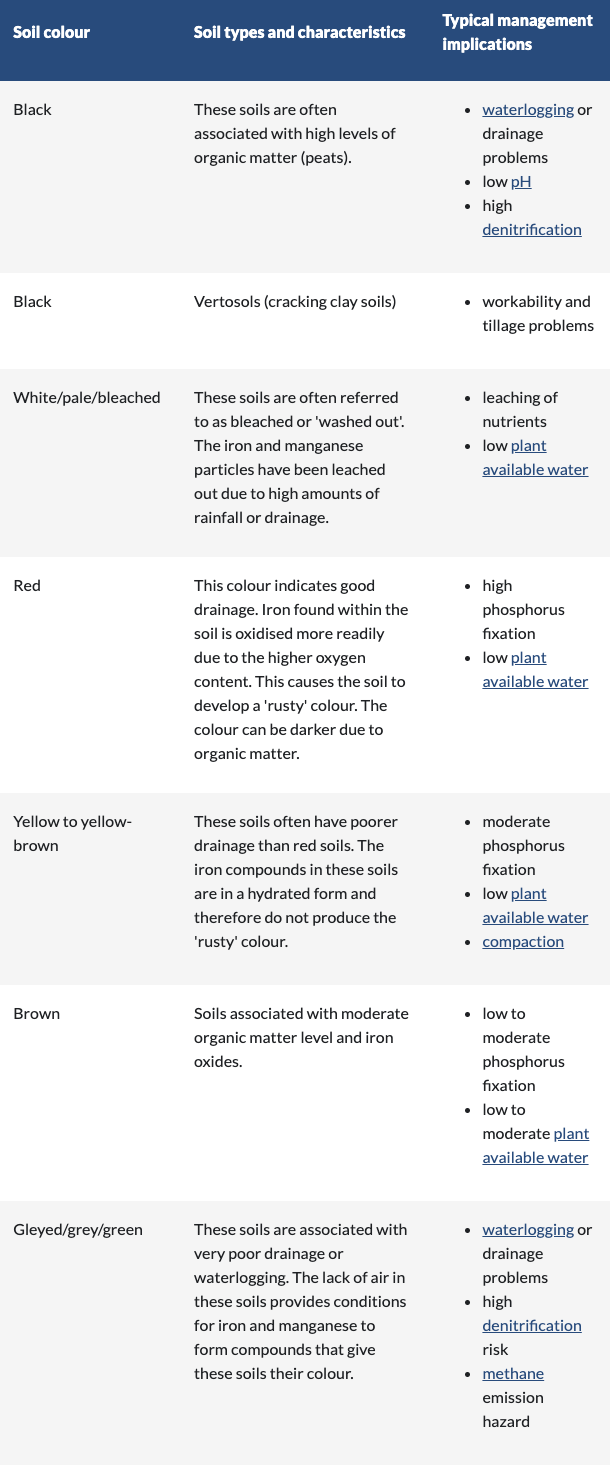 Soil colour
Soil types and characteristics
Typical management
implications
Black
These soils are often
associated with high levels of
organic matter (peats).
waterlogging or
drainage
problems
low pH
high
denitrification
Black
Vertosols (cracking clay soils)
workability and
tillage problems
White/pale/bleached
These soils are often referred
to as bleached or 'washed out'.
The iron and manganese
particles have been leached
out due to high amounts of
rainfall or drainage.
leaching of
nutrients
low plant
available water
Red
This colour indicates good
drainage. Iron found within the
soil is oxidised more readily
due to the higher oxygen
content. This causes the soil to
develop a 'rusty' colour. The
colour can be darker due to
organic matter.
high
phosphorus
fixation
low plant
available water
Yellow to yellow-
brown
These soils often have poorer
drainage than red soils. The
iron compounds in these soils
are in a hydrated form and
therefore do not produce the
'rusty' colour.
moderate
phosphorus
fixation
low plant
available water
compaction
Brown
Soils associated with moderate
organic matter level and iron
oxides.
low to
moderate
phosphorus
fixation
low to
moderate plant
available water
Gleyed/grey/green
These soils are associated with
very poor drainage or
waterlogging. The lack of air in
these soils provides conditions
for iron and manganese to
form compounds that give
these soils their colour.
waterlogging or
drainage
problems
high
denitrification
risk
methane
emission
hazard